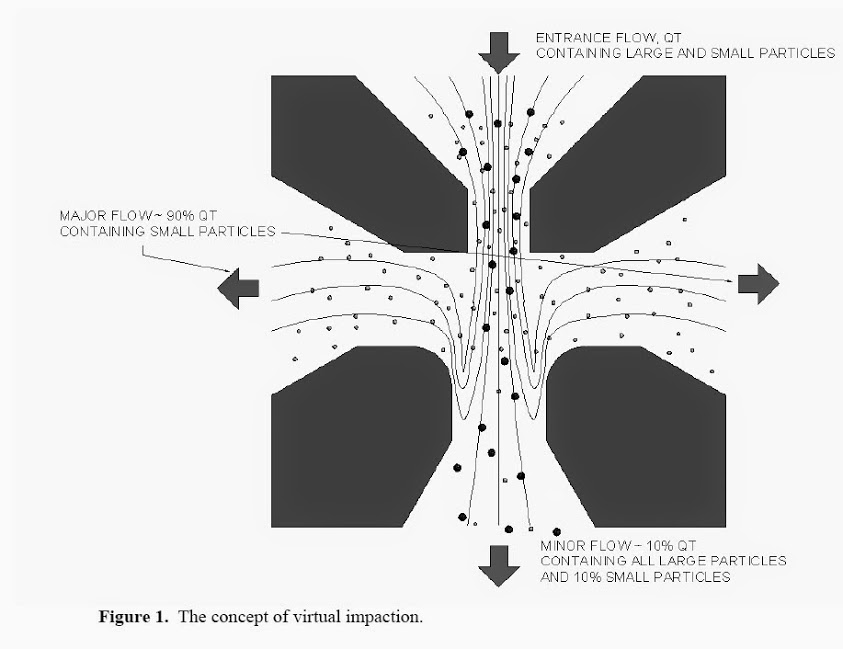 ENTRANCE FLOW, QT
CONTAINING LARGE AND SMALL PARTICLES
MAJOR FLOW~ 90% QT
CONTAINING SMALL PARTICLES
MINOR FLOW~ 10% QT
CONTAINING ALL LARGE PARTICLES
AND 10% SMALL PARTICLES
Figure 1. The concept of virtual impaction.